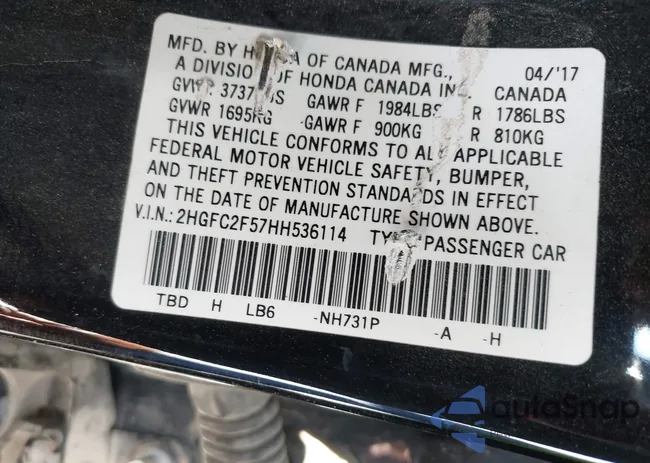 MFD. BY HONDA OF CANADA MFG., 04/'17
A DIVISION OF HONDA CANADA INC. CANADA
GVWR 3737LBS GAWR F 1984LBS R 1786LBS
GVWR 1695KG GAWR F 900KG R 810KG
THIS VEHICLE CONFORMS TO ALL APPLICABLE
FEDERAL MOTOR VEHICLE SAFETY, BUMPER,
AND THEFT PREVENTION STANDARDS IN EFFECT
ON THE DATE OF MANUFACTURE SHOWN ABOVE.
V.I.N.: 2HGFC2F57HH536114 TYPE PASSENGER CAR
TBD H LB6 -NH731P -A -H
autoSnap